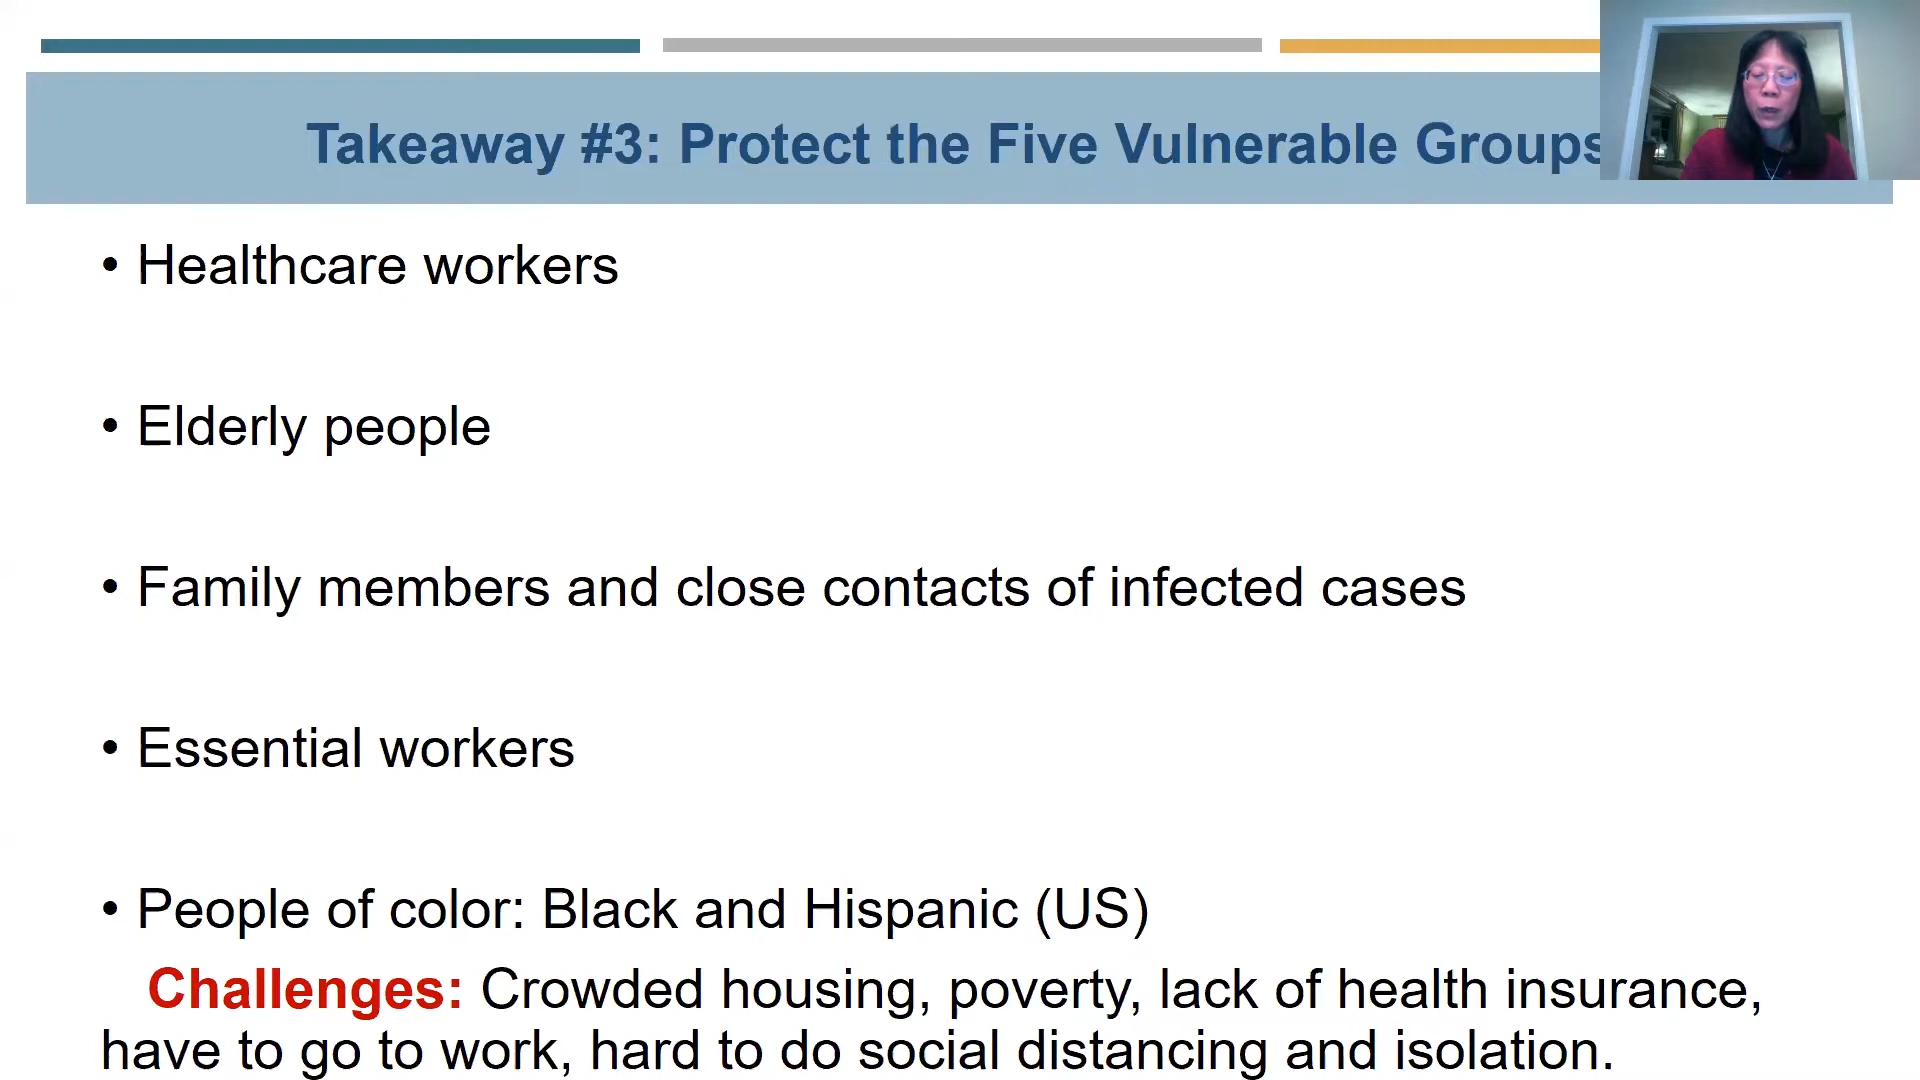 Takeaway #3: Protect the Five Vulnerable Groups
• Healthcare workers
• Elderly people
• Family members and close contacts of infected cases
• Essential workers
• People of color: Black and Hispanic (US)
Challenges: Crowded housing, poverty, lack of health insurance,
have to go to work, hard to do social distancing and isolation.